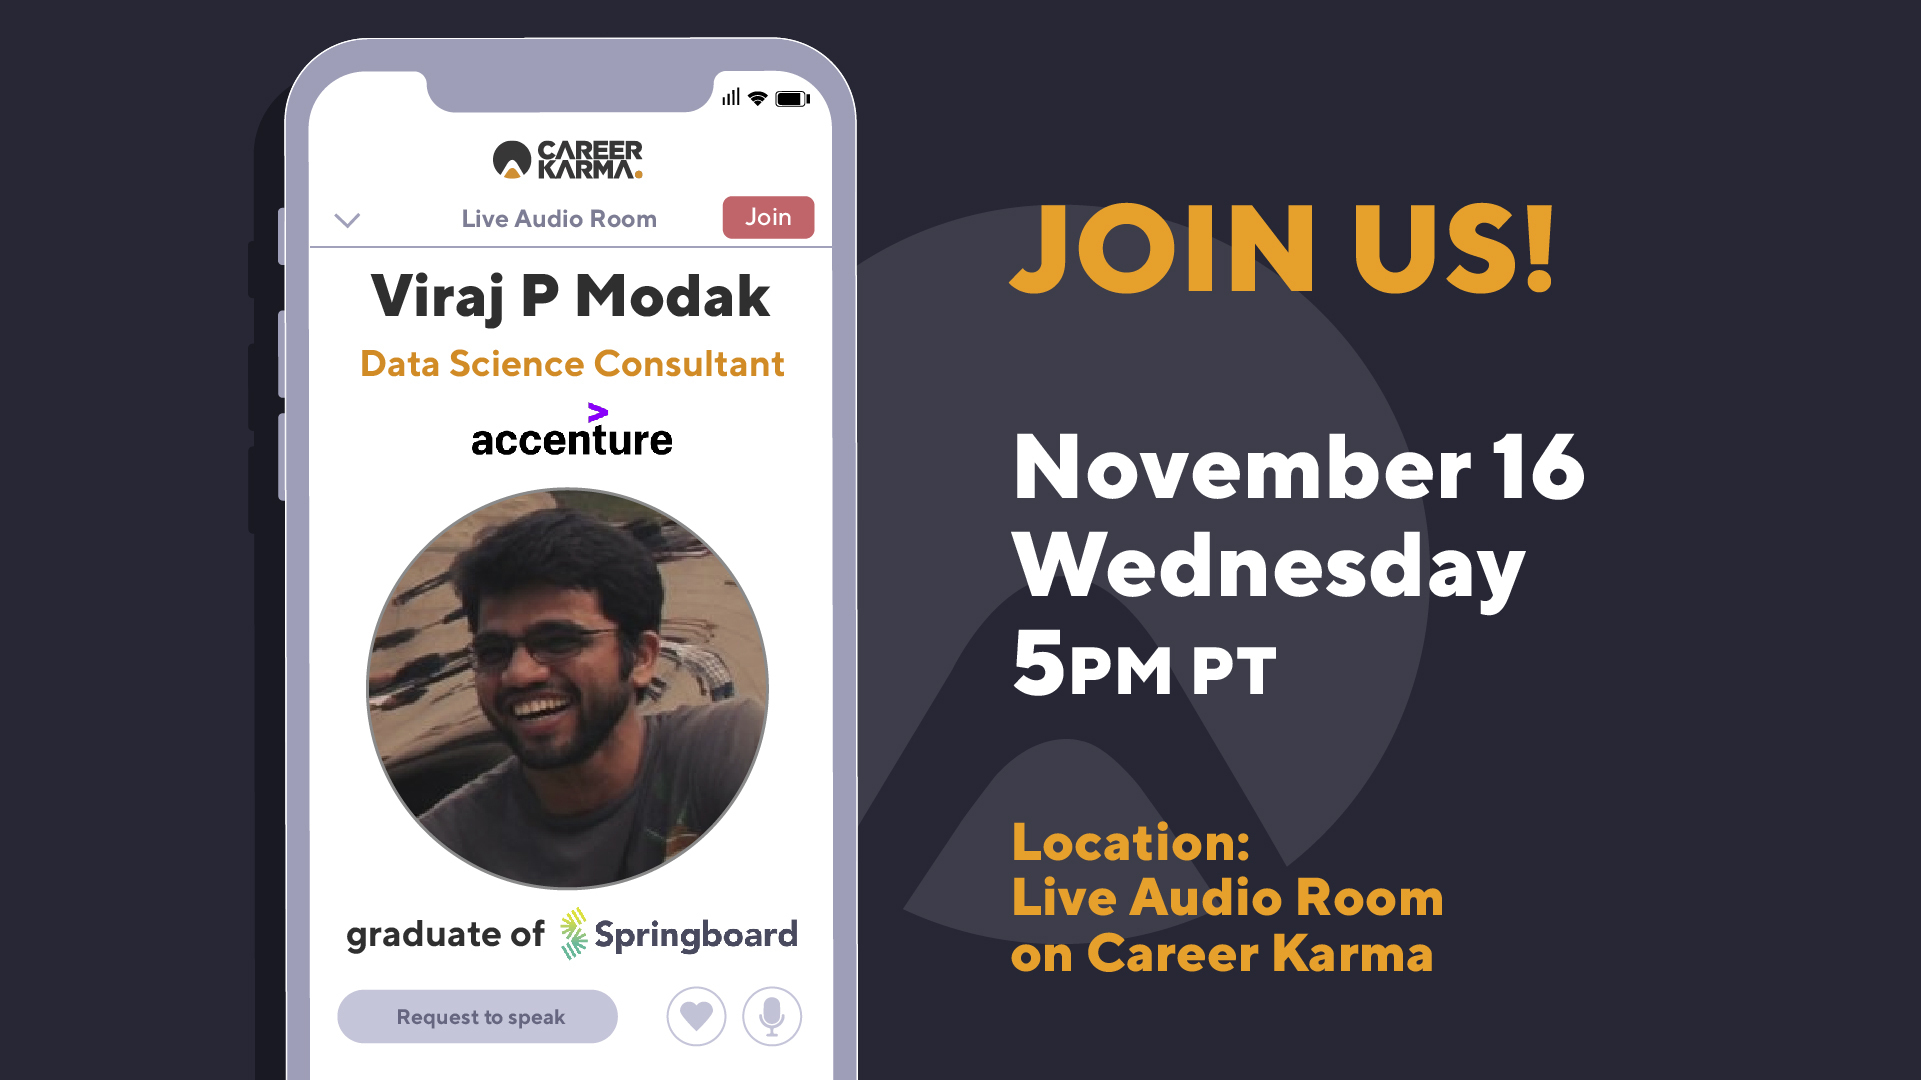 CAREER
KARMA.
Live Audio Room
Join
Viraj P Modak
Data Science Consultant
>
accenture
graduate of Springboard
Request to speak
JOIN US!
November 16
Wednesday
5PM PT
Location:
Live Audio Room
on Career Karma